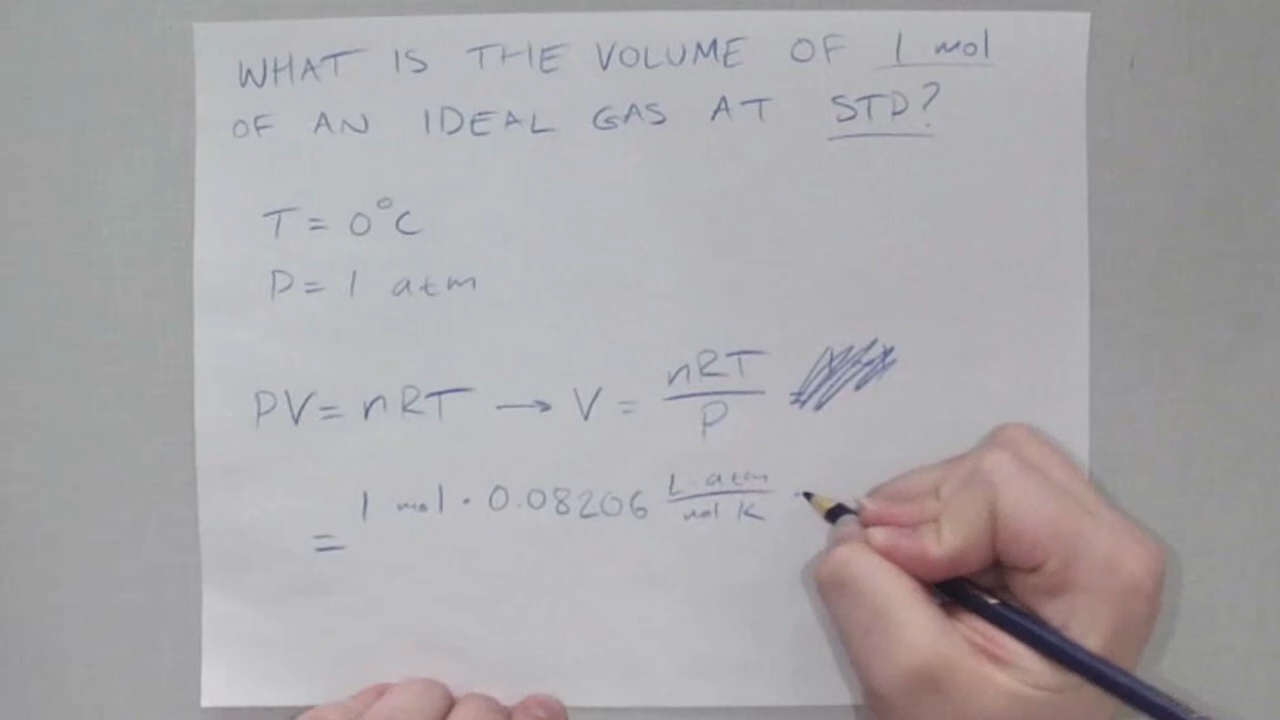 WHAT IS THE VOLUME OF 1 mol
OF AN IDEAL GAS AT STP?
T = 0°C
P = 1 atm
PV = nRT → V = nRT / P
= 1 mol · 0.08206 L atm / mol K